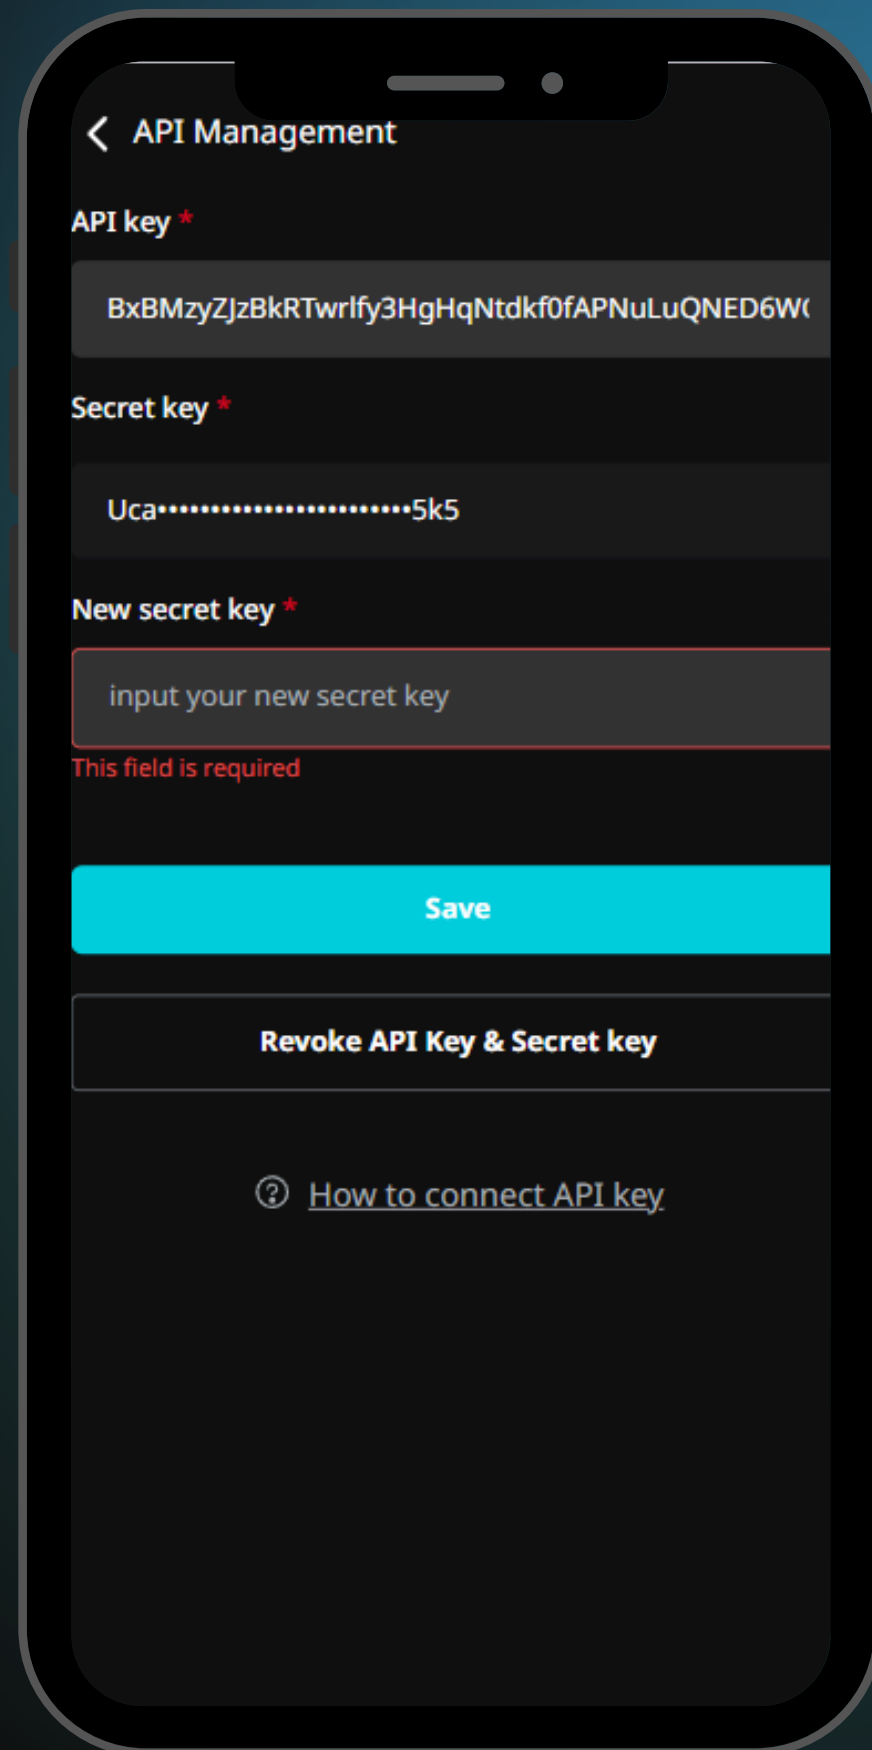 API Management
API key *
BxBMzyZJzBkRTwrlfy3HgHqNtdkf0fAPNuLuQNED6W
Secret key *
Uca••••••••••••••••••••••••5k5
New secret key *
input your new secret key
This field is required
Save
Revoke API Key & Secret key
How to connect API key